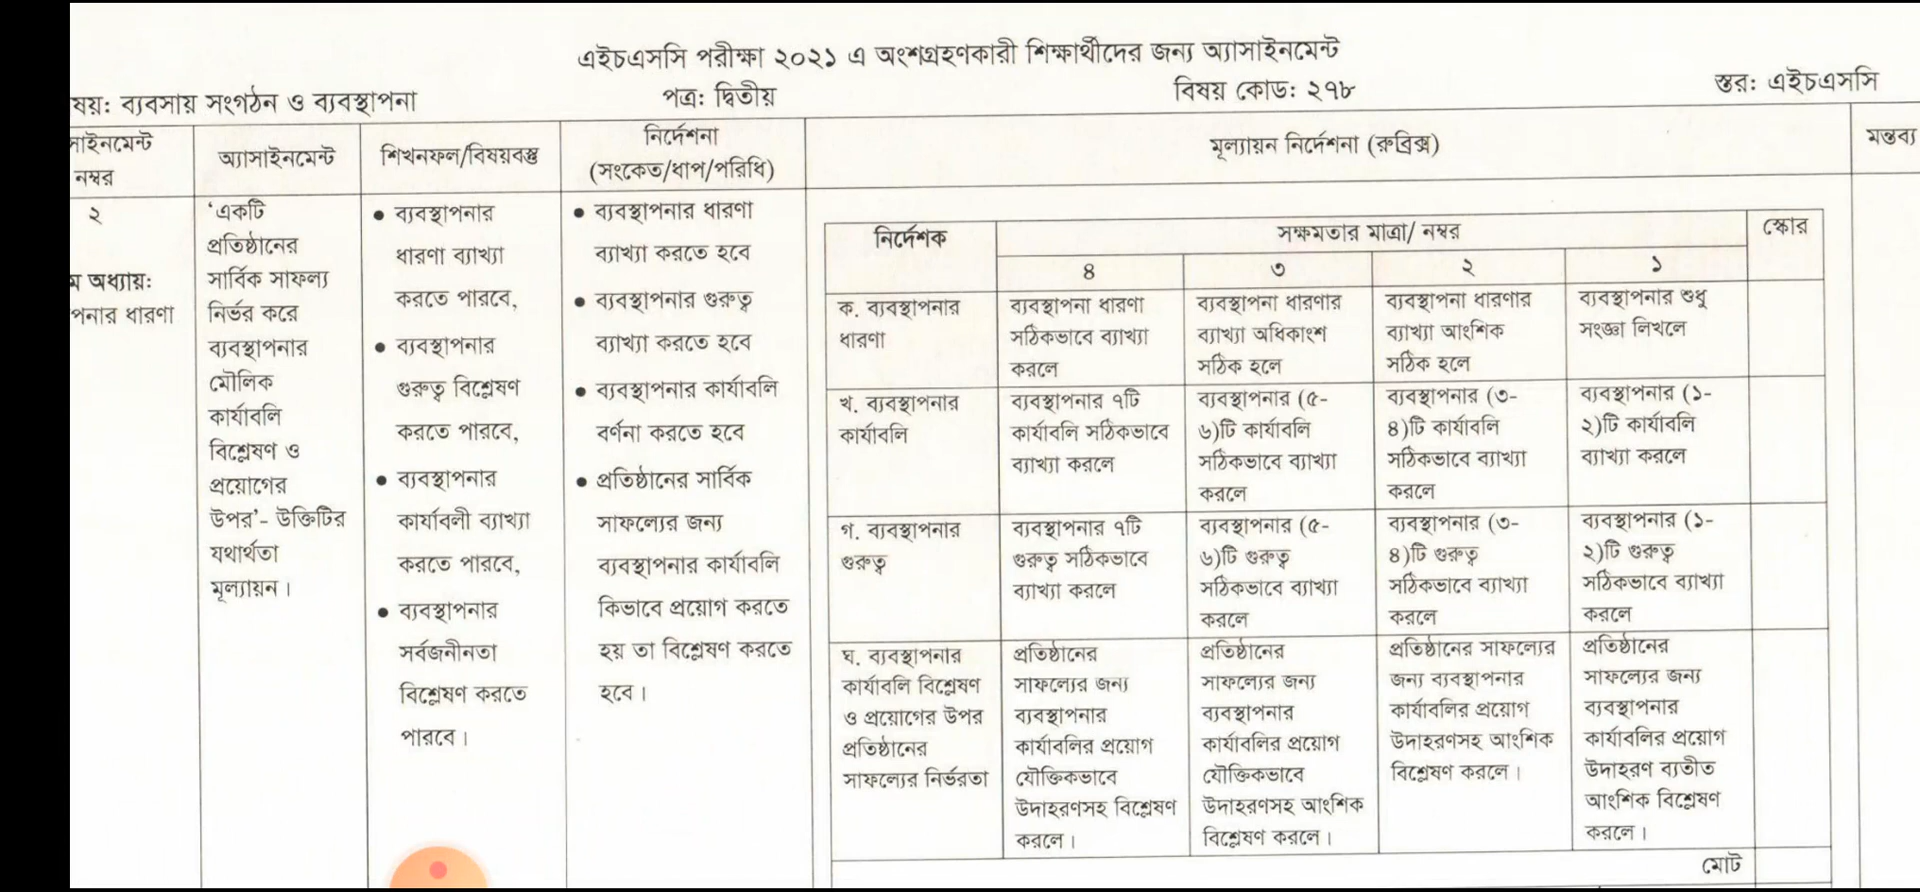 এইচএসসি পরীক্ষা ২০২১ এ অংশগ্রহণকারী শিক্ষার্থীদের জন্য অ্যাসাইনমেন্ট
ষয়: ব্যবসায় সংগঠন ও ব্যবস্থাপনা
পত্র: দ্বিতীয়
বিষয় কোড: ২৭৮
স্তর: এইচএসসি
সাইনমেন্ট
নম্বর
অ্যাসাইনমেন্ট
শিখনফল/বিষয়বস্তু
নির্দেশনা
(সংকেত/ধাপ/পরিধি)
মূল্যায়ন নির্দেশনা (রুব্রিক্স)
মন্তব্য
২
ম অধ্যায়:
পনার ধারণা
‘একটি
প্রতিষ্ঠানের
সার্বিক সাফল্য
নির্ভর করে
ব্যবস্থাপনার
মৌলিক
কার্যাবলি
বিশ্লেষণ ও
প্রয়োগের
উপর’- উক্তিটির
যথার্থতা
মূল্যায়ন।
• ব্যবস্থাপনার
ধারণা ব্যাখ্যা
করতে পারবে,
• ব্যবস্থাপনার
গুরুত্ব বিশ্লেষণ
করতে পারবে,
• ব্যবস্থাপনার
কার্যাবলী ব্যাখ্যা
করতে পারবে,
• ব্যবস্থাপনার
সর্বজনীনতা
বিশ্লেষণ করতে
পারবে।
• ব্যবস্থাপনার ধারণা
ব্যাখ্যা করতে হবে
• ব্যবস্থাপনার গুরুত্ব
ব্যাখ্যা করতে হবে
• ব্যবস্থাপনার কার্যাবলি
বর্ণনা করতে হবে
• প্রতিষ্ঠানের সার্বিক
সাফল্যের জন্য
ব্যবস্থাপনার কার্যাবলি
কিভাবে প্রয়োগ করতে
হয় তা বিশ্লেষণ করতে
হবে।
নির্দেশক
সক্ষমতার মাত্রা/ নম্বর
স্কোর
৪
৩
২
১
ক. ব্যবস্থাপনার
ধারণা
ব্যবস্থাপনা ধারণা
সঠিকভাবে ব্যাখ্যা
করলে
ব্যবস্থাপনা ধারণার
ব্যাখ্যা অধিকাংশ
সঠিক হলে
ব্যবস্থাপনা ধারণার
ব্যাখ্যা আংশিক
সঠিক হলে
ব্যবস্থাপনার শুধু
সংজ্ঞা লিখলে
খ. ব্যবস্থাপনার
কার্যাবলি
ব্যবস্থাপনার ৭টি
কার্যাবলি সঠিকভাবে
ব্যাখ্যা করলে
ব্যবস্থাপনার (৫-
৬)টি কার্যাবলি
সঠিকভাবে ব্যাখ্যা
করলে
ব্যবস্থাপনার (৩-
৪)টি কার্যাবলি
সঠিকভাবে ব্যাখ্যা
করলে
ব্যবস্থাপনার (১-
২)টি কার্যাবলি
ব্যাখ্যা করলে
গ. ব্যবস্থাপনার
গুরুত্ব
ব্যবস্থাপনার ৭টি
গুরুত্ব সঠিকভাবে
ব্যাখ্যা করলে
ব্যবস্থাপনার (৫-
৬)টি গুরুত্ব
সঠিকভাবে ব্যাখ্যা
করলে
ব্যবস্থাপনার (৩-
৪)টি গুরুত্ব
সঠিকভাবে ব্যাখ্যা
করলে
ব্যবস্থাপনার (১-
২)টি গুরুত্ব
সঠিকভাবে ব্যাখ্যা
করলে
ঘ. ব্যবস্থাপনার
কার্যাবলি বিশ্লেষণ
ও প্রয়োগের উপর
প্রতিষ্ঠানের
সাফল্যের নির্ভরতা
প্রতিষ্ঠানের
সাফল্যের জন্য
ব্যবস্থাপনার
কার্যাবলির প্রয়োগ
যৌক্তিকভাবে
উদাহরণসহ বিশ্লেষণ
করলে।
প্রতিষ্ঠানের
সাফল্যের জন্য
ব্যবস্থাপনার
কার্যাবলির প্রয়োগ
যৌক্তিকভাবে
উদাহরণসহ আংশিক
বিশ্লেষণ করলে।
প্রতিষ্ঠানের সাফল্যের
জন্য ব্যবস্থাপনার
কার্যাবলির প্রয়োগ
উদাহরণসহ আংশিক
বিশ্লেষণ করলে।
প্রতিষ্ঠানের
সাফল্যের জন্য
ব্যবস্থাপনার
কার্যাবলির প্রয়োগ
উদাহরণ ব্যতীত
আংশিক বিশ্লেষণ
করলে।
মোট